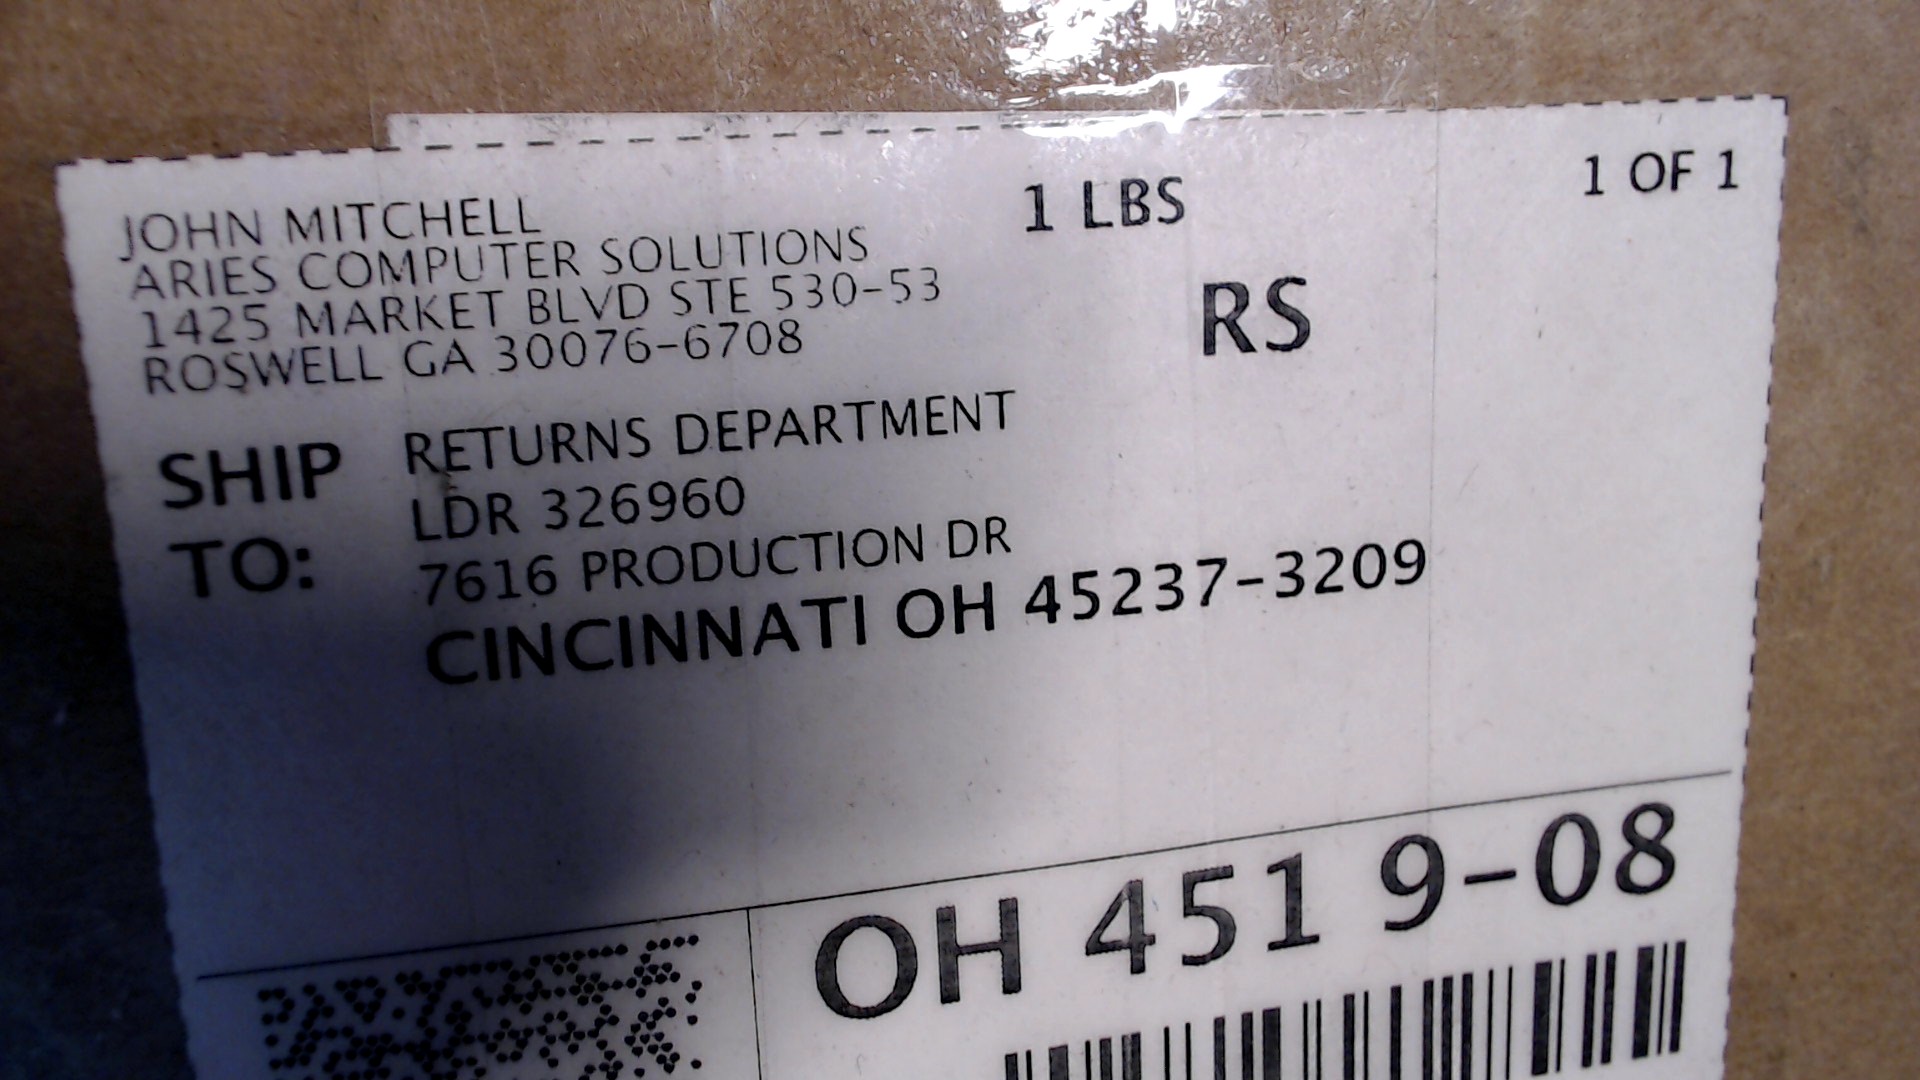 JOHN MITCHELL
ARIES COMPUTER SOLUTIONS
1425 MARKET BLVD STE 530-53
ROSWELL GA 30076-6708
1 LBS
1 OF 1
RS
SHIP TO:
RETURNS DEPARTMENT
LDR 326960
7616 PRODUCTION DR
CINCINNATI OH 45237-3209
OH 451 9-08